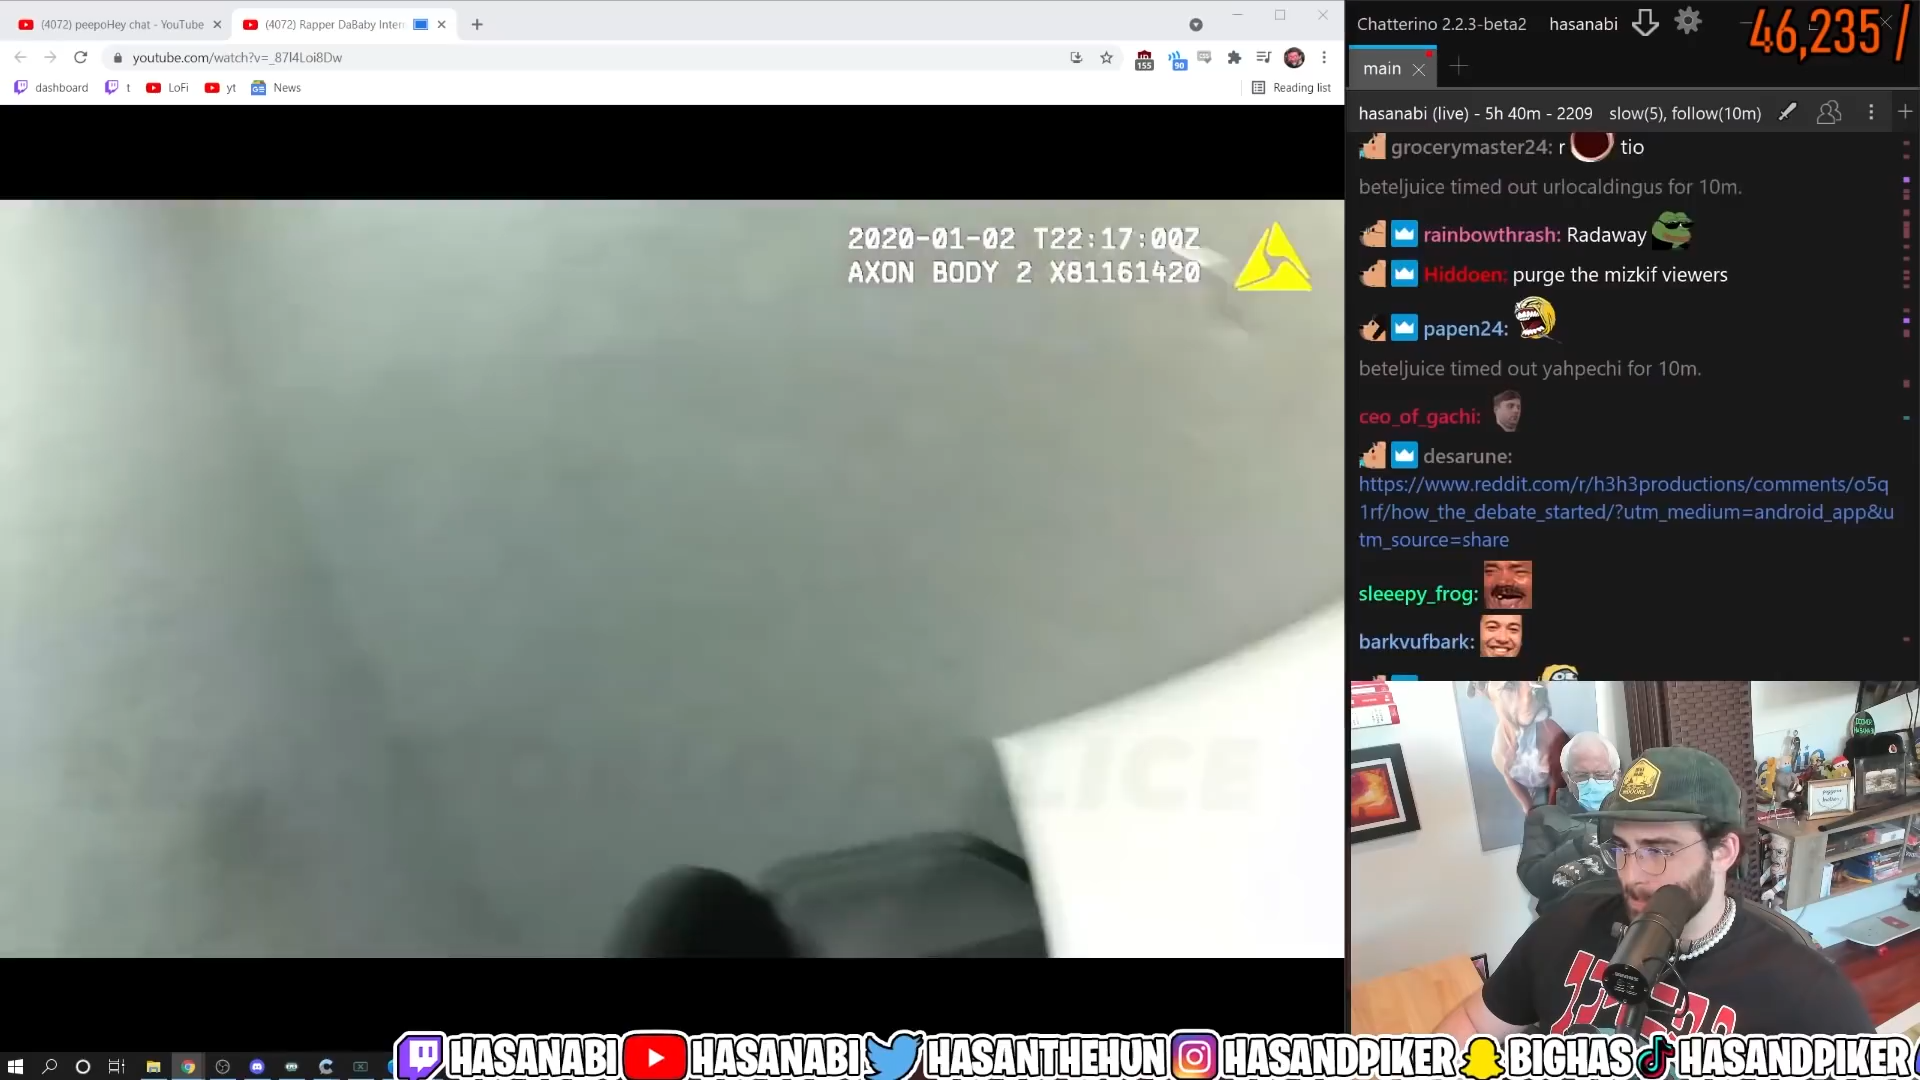 (4072) peepoHey chat - YouTube
(4072) Rapper DaBaby Inter
youtube.com/watch?v=_87l4Loi8Dw
155
90
dashboard
t
LoFi
yt
News
Reading list
2020-01-02 T22:17:00Z
AXON BODY 2 X81161420
POLICE
Chatterino 2.2.3-beta2
hasanabi
46,235 /
main
hasanabi (live) - 5h 40m - 2209 slow(5), follow(10m)
grocerymaster24: r tio
beteljuice timed out urlocaldingus for 10m.
rainbowthrash: Radaway
Hiddoen: purge the mizkif viewers
papen24:
beteljuice timed out yahpechi for 10m.
ceo_of_gachi:
desarune:
https://www.reddit.com/r/h3h3productions/comments/o5q
1rf/how_the_debate_started/?utm_medium=android_app&u
tm_source=share
sleeepy_frog:
barkvufbark:
HASANABI HASANABI HASANTHEHUN HASANDPIKER BIGHAS HASANDPIKER